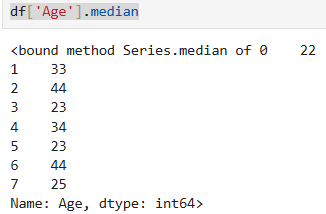 df['Age'].median
<bound method Series.median of 0    22
1    33
2    44
3    23
4    34
5    23
6    44
7    25
Name: Age, dtype: int64>